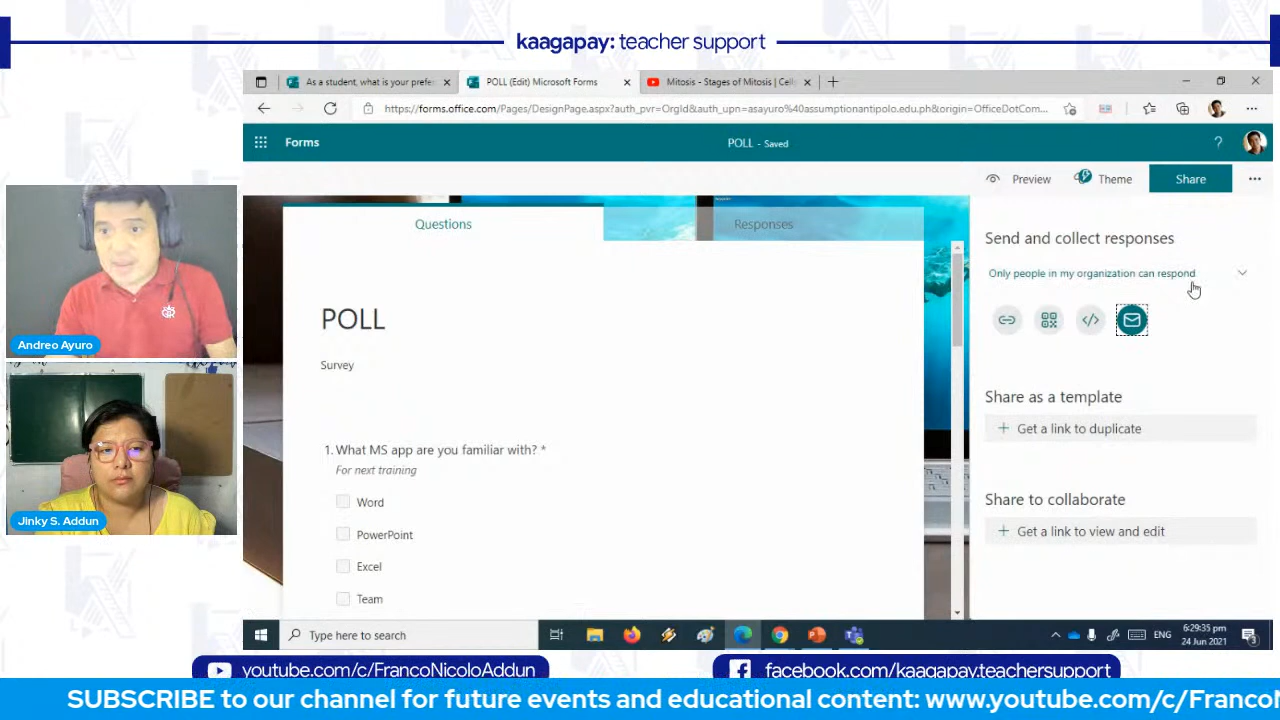 kaagapay: teacher support
As a student, what is your prefe
POLL (Edit) Microsoft Forms
Mitosis - Stages of Mitosis | Cell
https://forms.office.com/Pages/DesignPage.aspx?auth_pvr=OrgId&auth_upn=asayuro%40assumptionantipolo.edu.ph&origin=OfficeDotCom...
Forms
POLL - Saved
?
Preview
Theme
Share
Questions
Responses
POLL
Survey
1. What MS app are you familiar with? *
For next training
Word
PowerPoint
Excel
Team
Send and collect responses
Only people in my organization can respond
Share as a template
+ Get a link to duplicate
Share to collaborate
+ Get a link to view and edit
Andreo Ayuro
Jinky S. Addun
Type here to search
ENG
6:29:35 pm
24 Jun 2021
3
youtube.com/c/FrancoNicoloAddun
facebook.com/kaagapay.teachersupport
SUBSCRIBE to our channel for future events and educational content: www.youtube.com/c/FrancoN